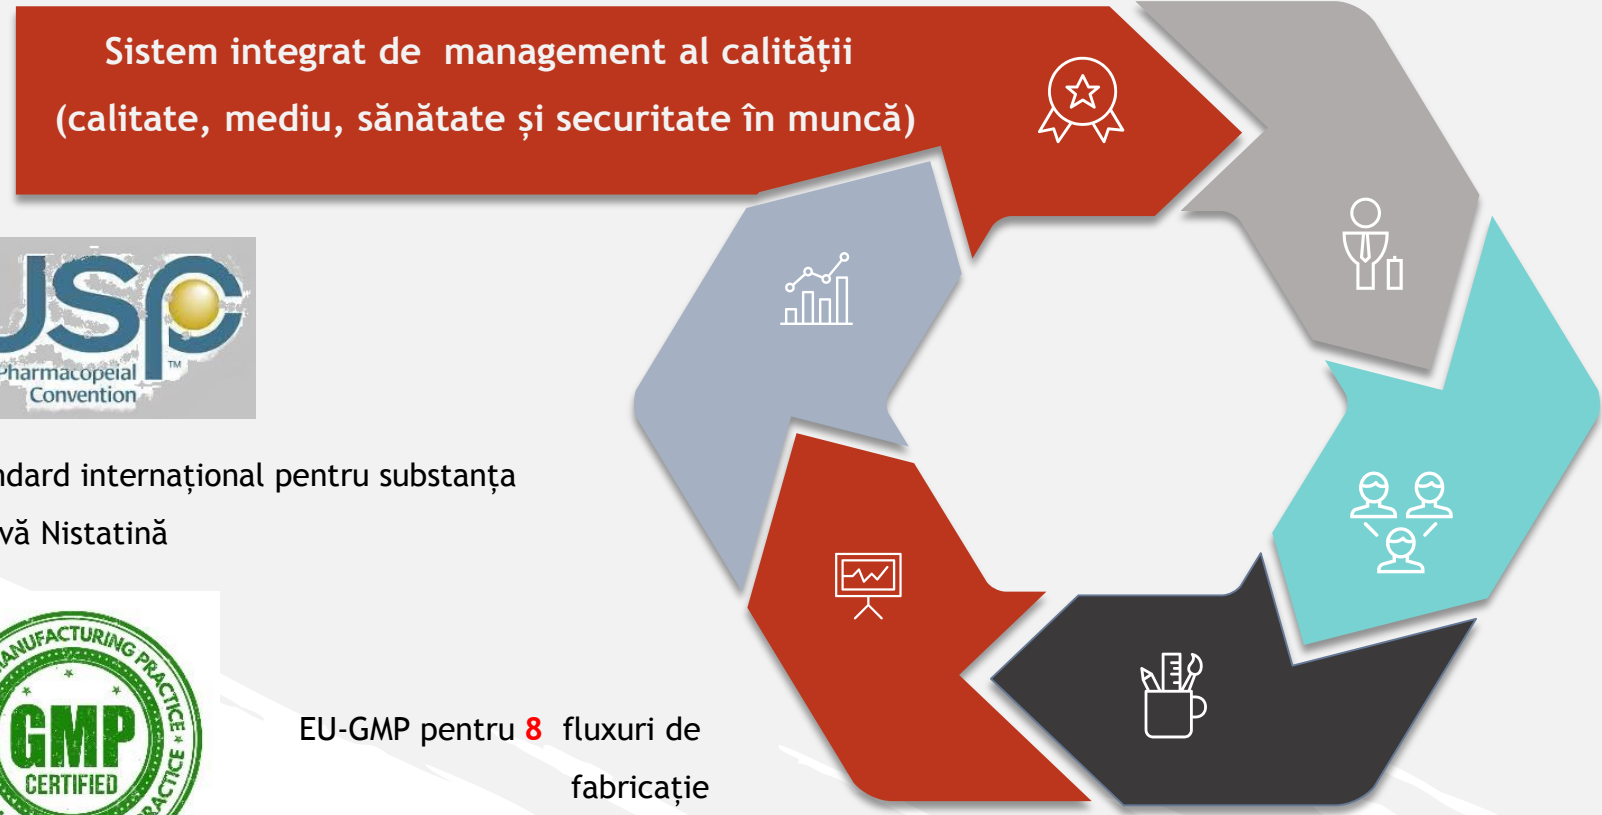 Sistem integrat de management al calității
(calitate, mediu, sănătate și securitate în muncă)
USP
Pharmacopeial
TM
Convention
ndard internațional pentru substanța
vă Nistatină
MANUFACTURING PRACTICE
GMP
CERTIFIED
EU-GMP pentru 8 fluxuri de
fabricație